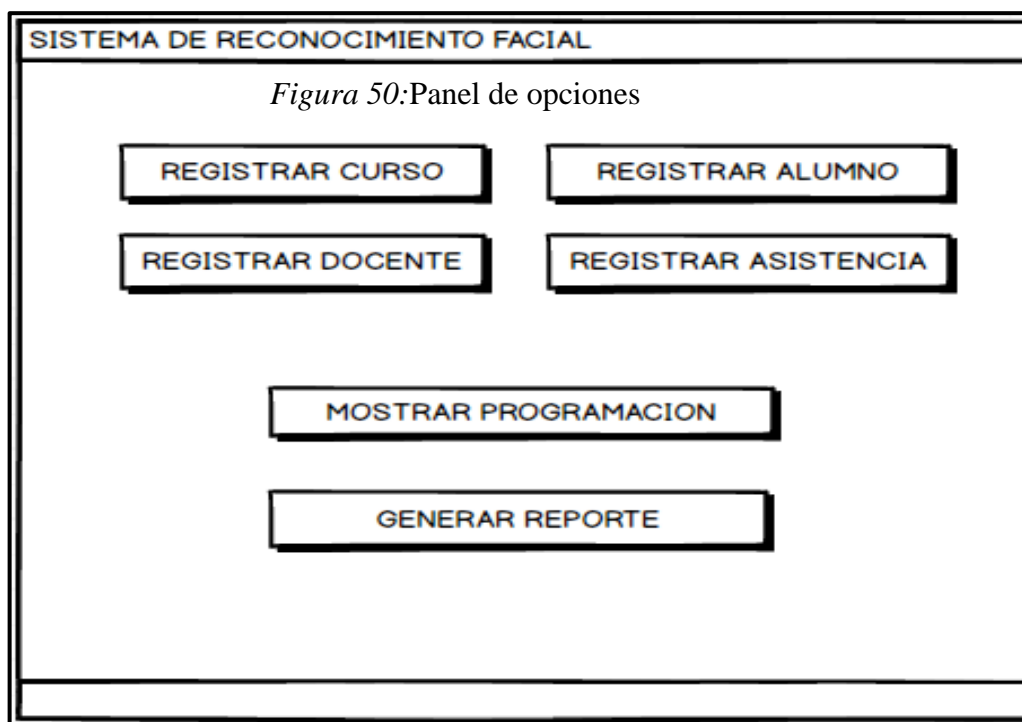 SISTEMA DE RECONOCIMIENTO FACIAL
Figura 50:Panel de opciones
REGISTRAR CURSO
REGISTRAR ALUMNO
REGISTRAR DOCENTE
REGISTRAR ASISTENCIA
MOSTRAR PROGRAMACION
GENERAR REPORTE